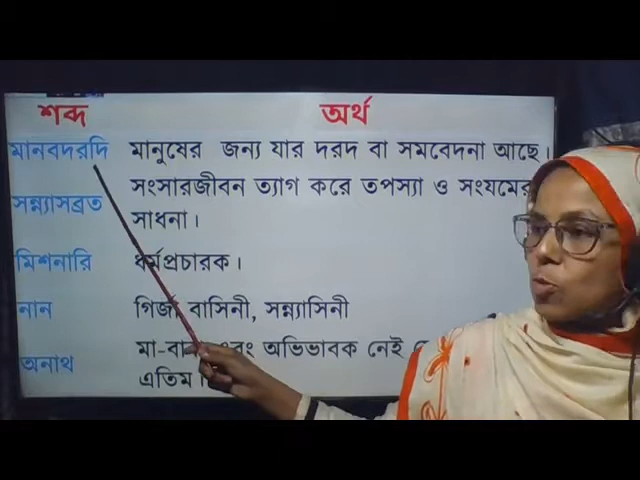 শব্দ অর্থ
মানবদরদি মানুষের জন্য যার দরদ বা সমবেদনা আছে।
সন্ন্যাসব্রত সংসারজীবন ত্যাগ করে তপস্যা ও সংযমের
সাধনা।
মিশনারি ধর্মপ্রচারক।
নান গির্জা বাসিনী, সন্ন্যাসিনী
অনাথ মা-বাবা এবং অভিভাবক নেই
এতিম।